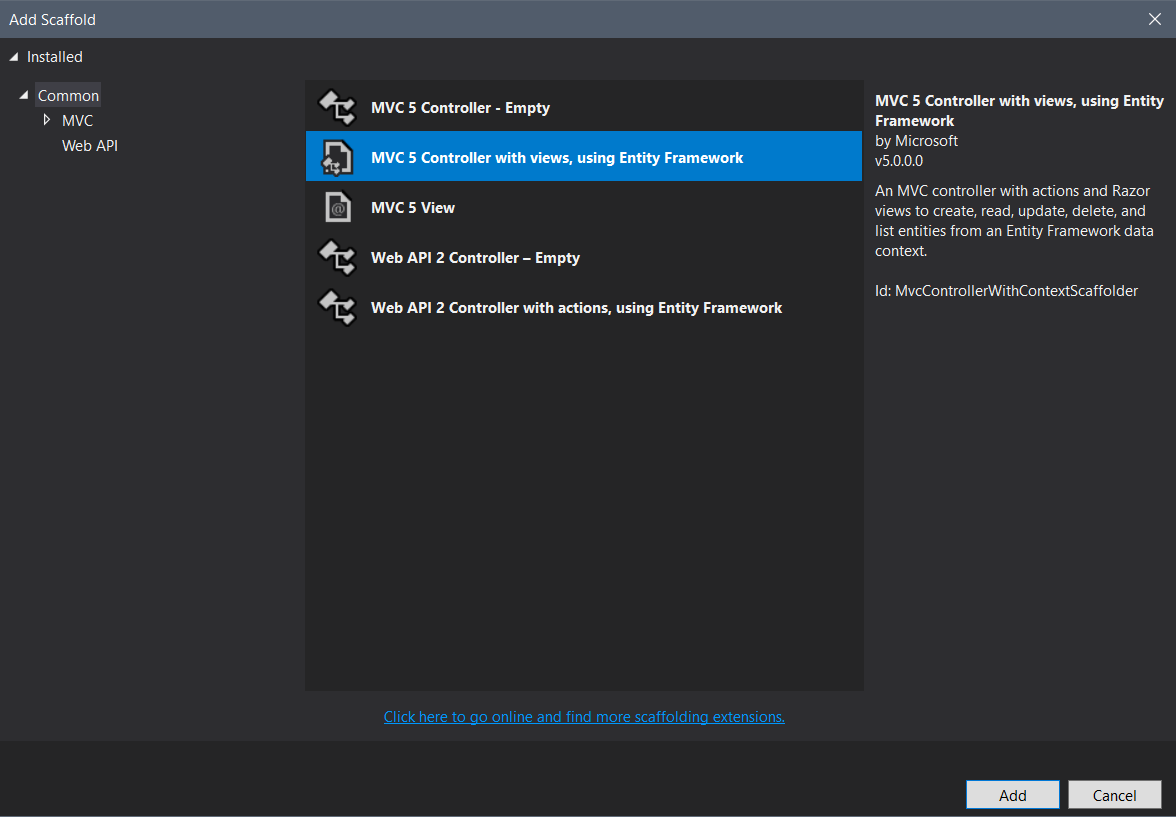 Add Scaffold
Installed
Common
MVC
Web API
MVC 5 Controller - Empty
MVC 5 Controller with views, using Entity Framework
@
MVC 5 View
Web API 2 Controller – Empty
Web API 2 Controller with actions, using Entity Framework
MVC 5 Controller with views, using Entity
Framework
by Microsoft
v5.0.0.0
An MVC controller with actions and Razor
views to create, read, update, delete, and
list entities from an Entity Framework data
context.
Id: MvcControllerWithContextScaffolder
Click here to go online and find more scaffolding extensions.
Add
Cancel